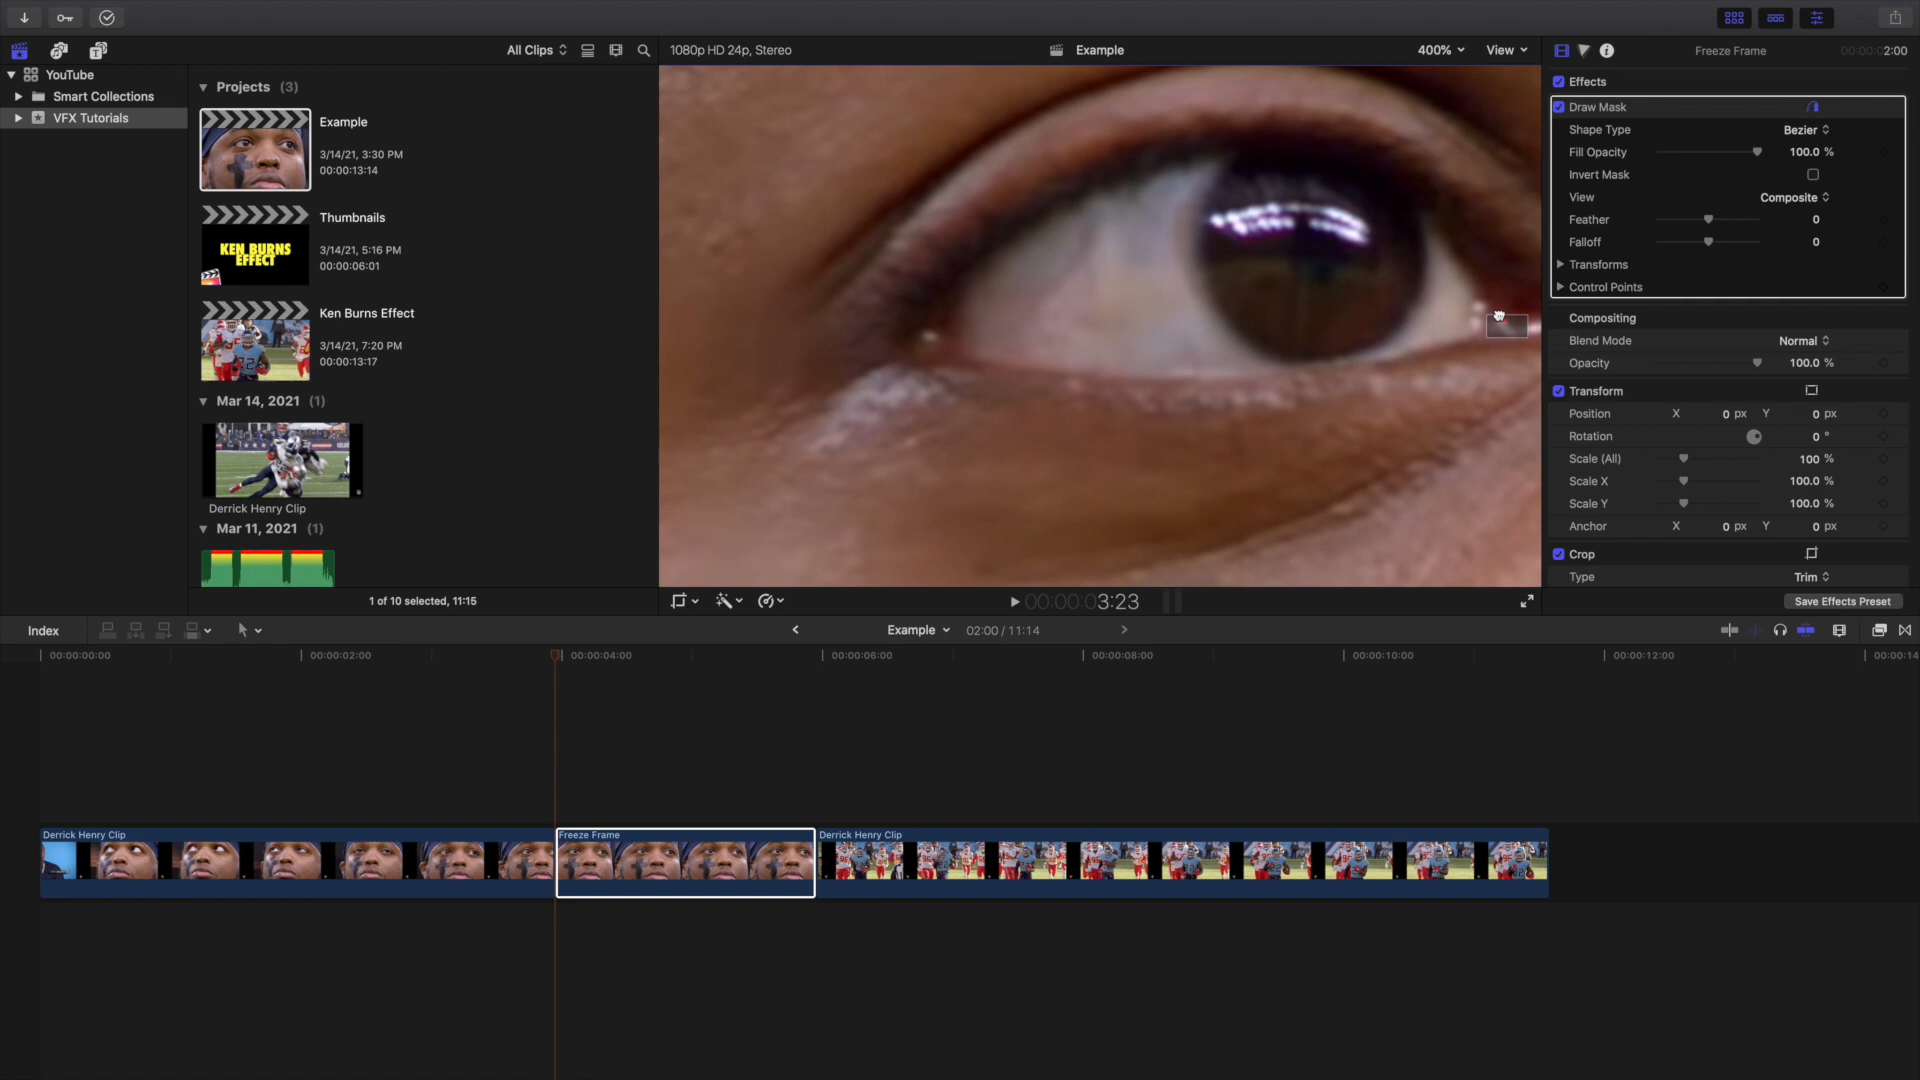 All Clips
1080p HD 24p, Stereo
Example
400%
View
Freeze Frame
00:00:02:00
YouTube
Smart Collections
VFX Tutorials
Projects (3)
Example
3/14/21, 3:30 PM
00:00:13:14
Thumbnails
KEN BURNS
EFFECT
3/14/21, 5:16 PM
00:00:06:01
Ken Burns Effect
3/14/21, 7:20 PM
00:00:13:17
Mar 14, 2021 (1)
Derrick Henry Clip
Mar 11, 2021 (1)
1 of 10 selected, 11:15
Effects
Draw Mask
Shape Type Bezier
Fill Opacity 100.0 %
Invert Mask
View Composite
Feather 0
Falloff 0
Transforms
Control Points
Compositing
Blend Mode Normal
Opacity 100.0 %
Transform
Position X 0 px Y 0 px
Rotation 0 °
Scale (All) 100 %
Scale X 100.0 %
Scale Y 100.0 %
Anchor X 0 px Y 0 px
Crop
Type Trim
00:00:03:23
Save Effects Preset
Index
Example
02:00 / 11:14
00:00:00:00 00:00:02:00 00:00:04:00 00:00:06:00 00:00:08:00 00:00:10:00 00:00:12:00 00:00:14
Derrick Henry Clip
Freeze Frame
Derrick Henry Clip